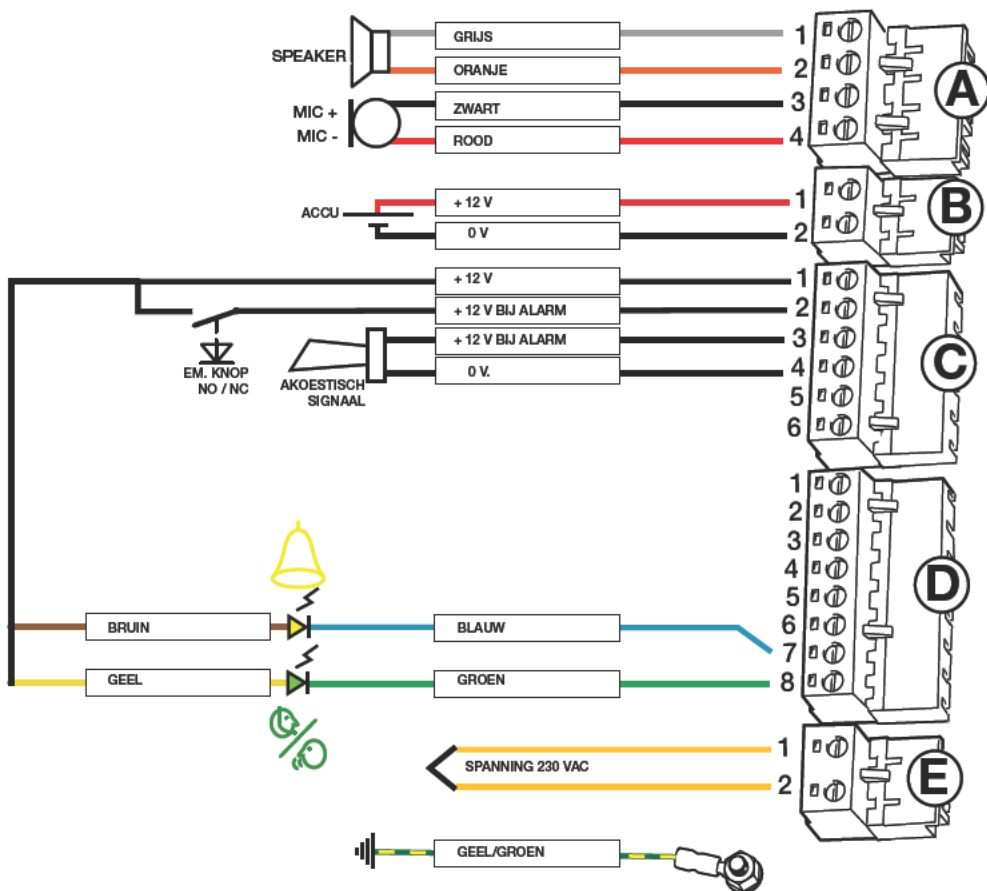 SPEAKER
GRIJS
1
ORANJE
2
MIC +
ZWART
3
MIC -
ROOD
4
A
ACCU
+ 12 V
1
0 V
2
B
+ 12 V
1
+ 12 V BIJ ALARM
2
+ 12 V BIJ ALARM
3
EM. KNOP
NO / NC
AKOESTISCH
SIGNAAL
0 V.
4
5
6
C
1
2
3
4
5
D
BRUIN
BLAUW
6
7
GEEL
GROEN
8
SPANNING 230 VAC
1
2
E
GEEL/GROEN